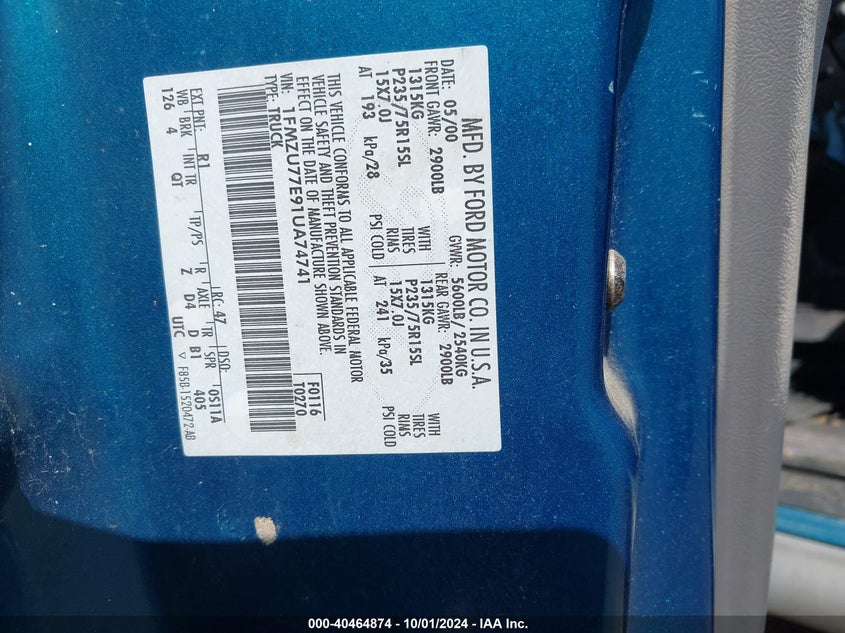 MFD. BY FORD MOTOR CO. IN U.S.A.
DATE: 05/00 GVWR: 5600LB/ 2540KG
FRONT GAWR: 2900LB REAR GAWR: 2900LB
1315KG WITH 1315KG WITH
P235/75R15SL TIRES P235/75R15SL TIRES
15X7.0J RIMS 15X7.0J RIMS
AT 193 kPa/28 PSI COLD AT 241 kPa/35 PSI COLD
THIS VEHICLE CONFORMS TO ALL APPLICABLE FEDERAL MOTOR
VEHICLE SAFETY AND THEFT PREVENTION STANDARDS IN
EFFECT ON THE DATE OF MANUFACTURE SHOWN ABOVE.
VIN: 1FMZU77E91UA74741 F0116
TYPE: TRUCK T0270
EXT PNT: R1 RC: 47 DSO: 0S11A
WB BRK INT TR TP/PS R AXLE TR SPR 405
126 4 QT Z D4 D B1
UTC ▽ F85B-1520472-AB
000-40464874 - 10/01/2024 - IAA Inc.